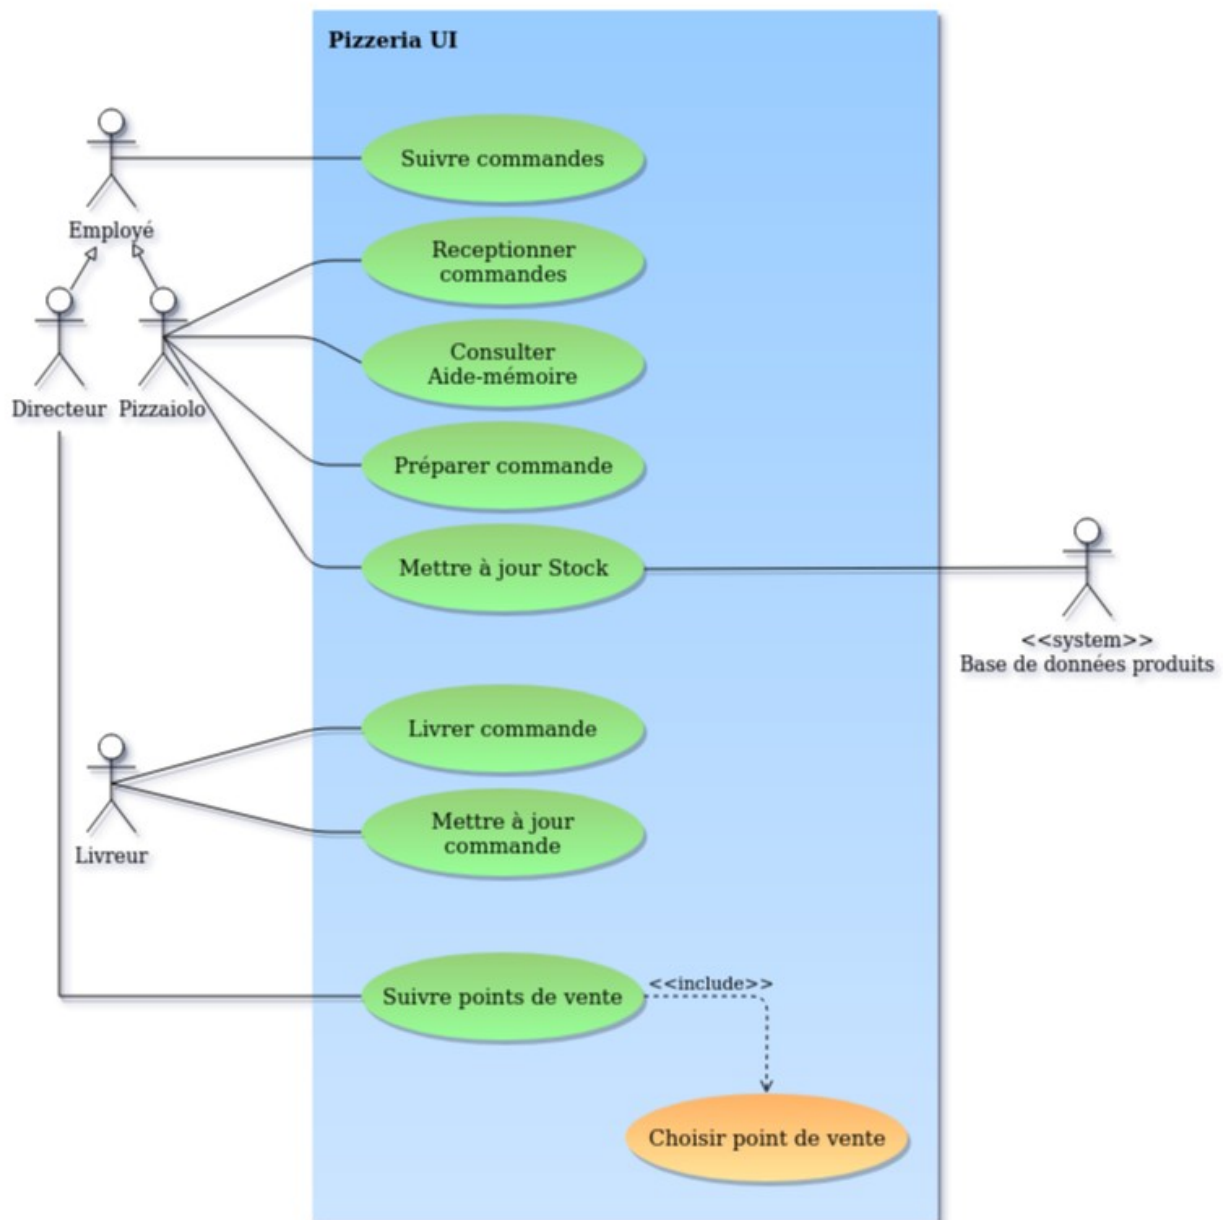 Pizzeria UI
Suivre commandes
Employé
Receptionner
commandes
Consulter
Aide-mémoire
Directeur
Pizzaiolo
Préparer commande
Mettre à jour Stock
<<system>>
Base de données produits
Livrer commande
Mettre à jour
commande
Livreur
Suivre points de vente
<<include>>
Choisir point de vente